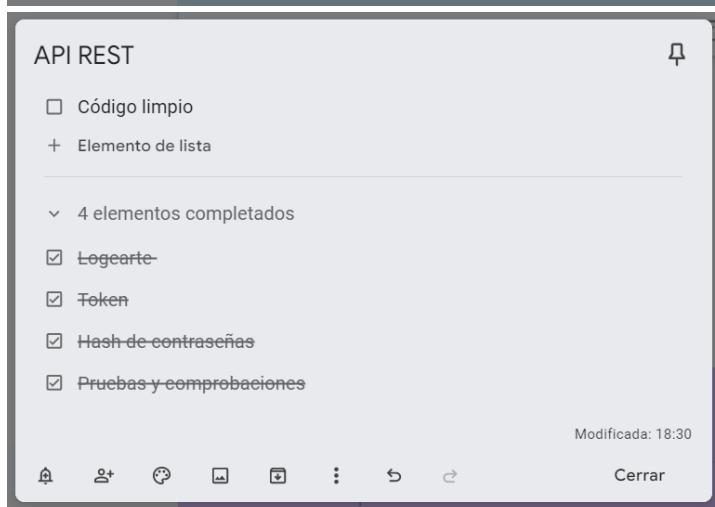 API REST
Código limpio
Elemento de lista
4 elementos completados
Logearte
Token
Hash de contraseñas
Pruebas y comprobaciones
Modificada: 18:30
Cerrar